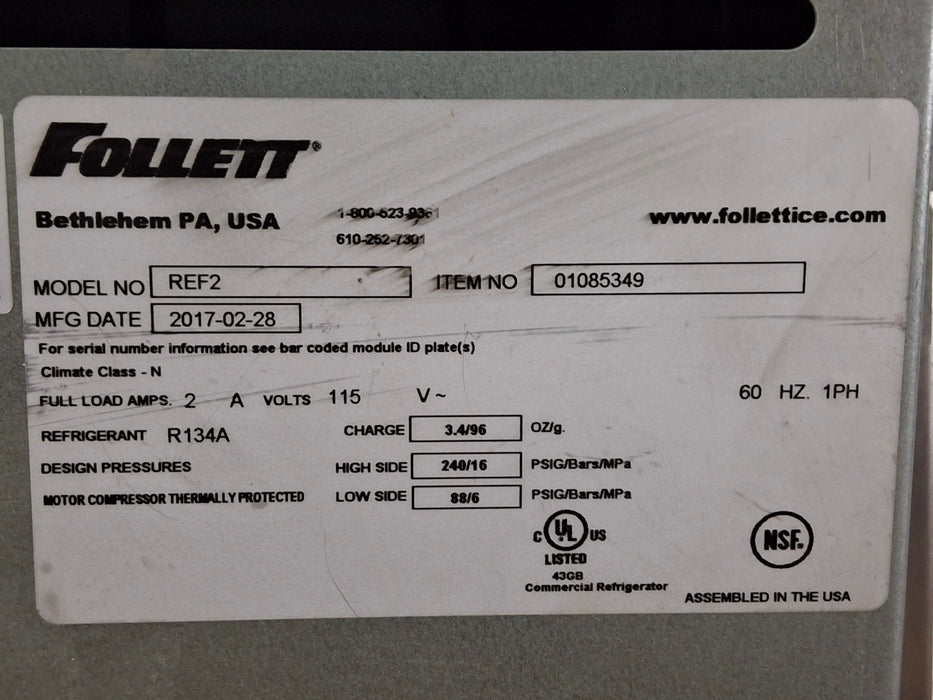 FOLLETT®
Bethlehem PA, USA 1-800-523-9361 www.follettice.com
610-252-7301
MODEL NO REF2 ITEM NO 01085349
MFG DATE 2017-02-28
For serial number information see bar coded module ID plate(s)
Climate Class - N
FULL LOAD AMPS. 2 A VOLTS 115 V~ 60 HZ. 1PH
REFRIGERANT R134A CHARGE 3.4/96 OZ/g.
DESIGN PRESSURES HIGH SIDE 240/16 PSIG/Bars/MPa
MOTOR COMPRESSOR THERMALLY PROTECTED LOW SIDE 88/6 PSIG/Bars/MPa
C UL US NSF.
LISTED
43GB
Commercial Refrigerator
ASSEMBLED IN THE USA